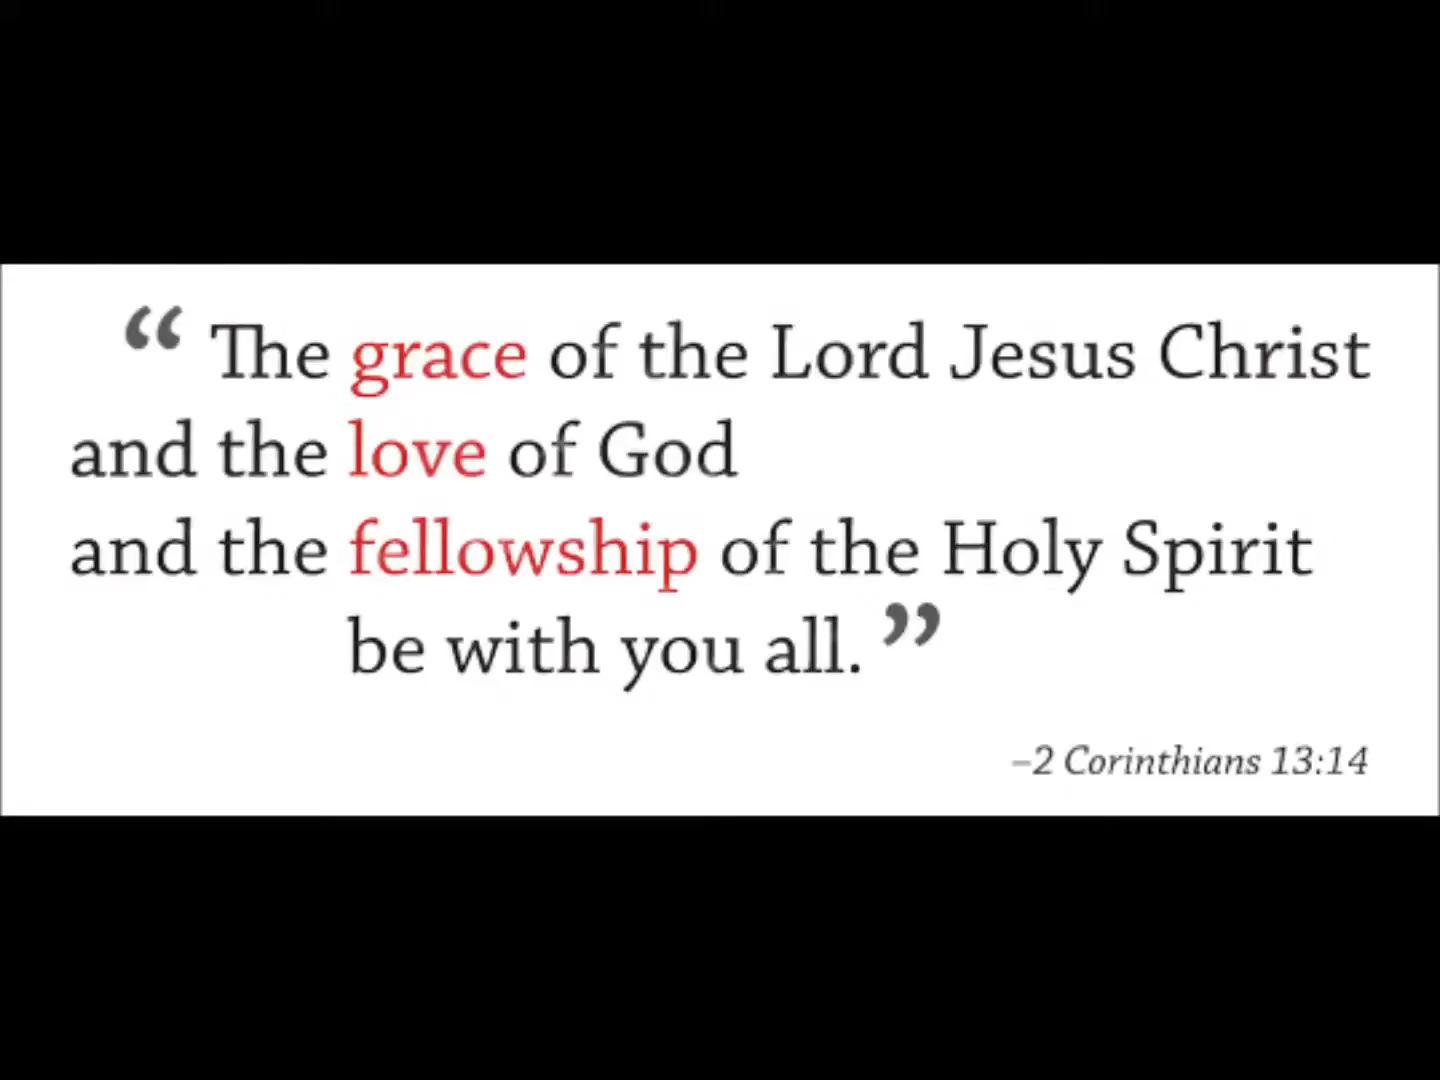 “The grace of the Lord Jesus Christ
and the love of God
and the fellowship of the Holy Spirit
be with you all.”
–2 Corinthians 13:14